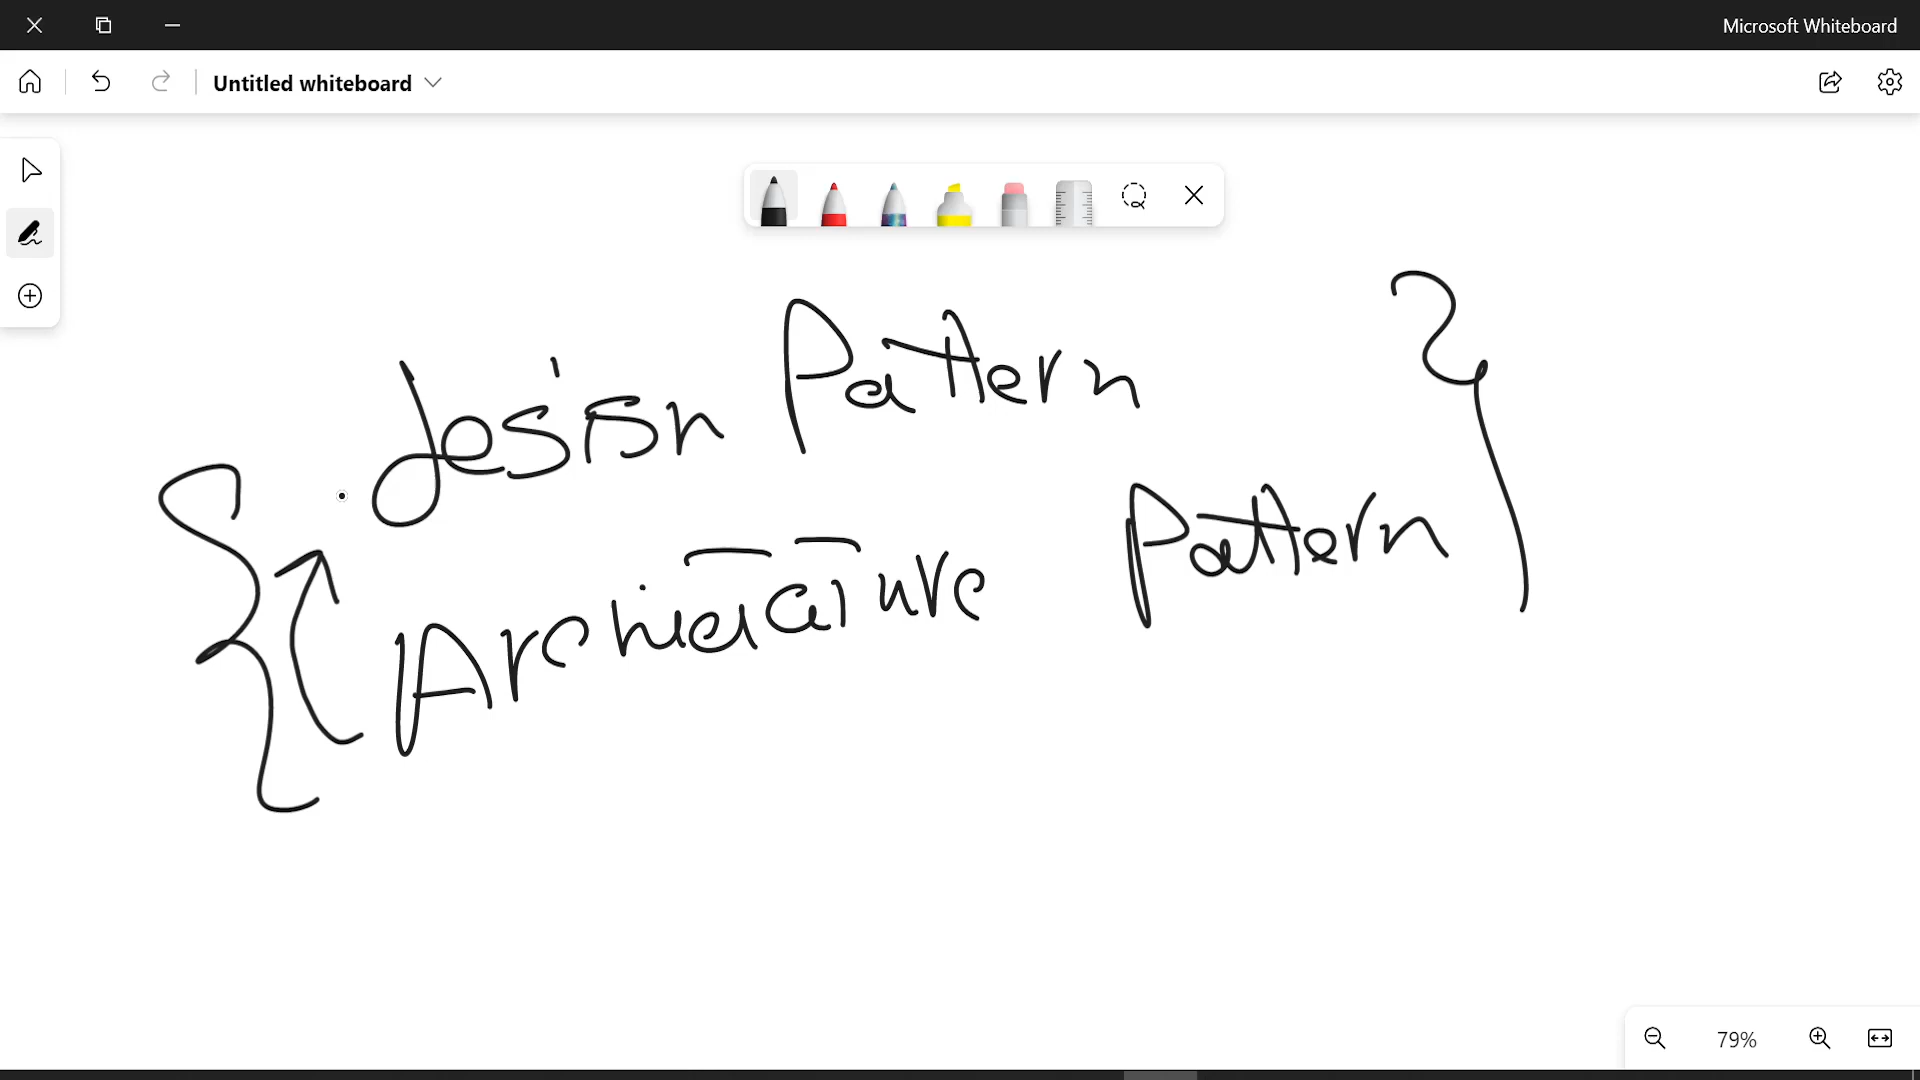 Microsoft Whiteboard
Untitled whiteboard
design Pattern
Architecture Pattern
79%